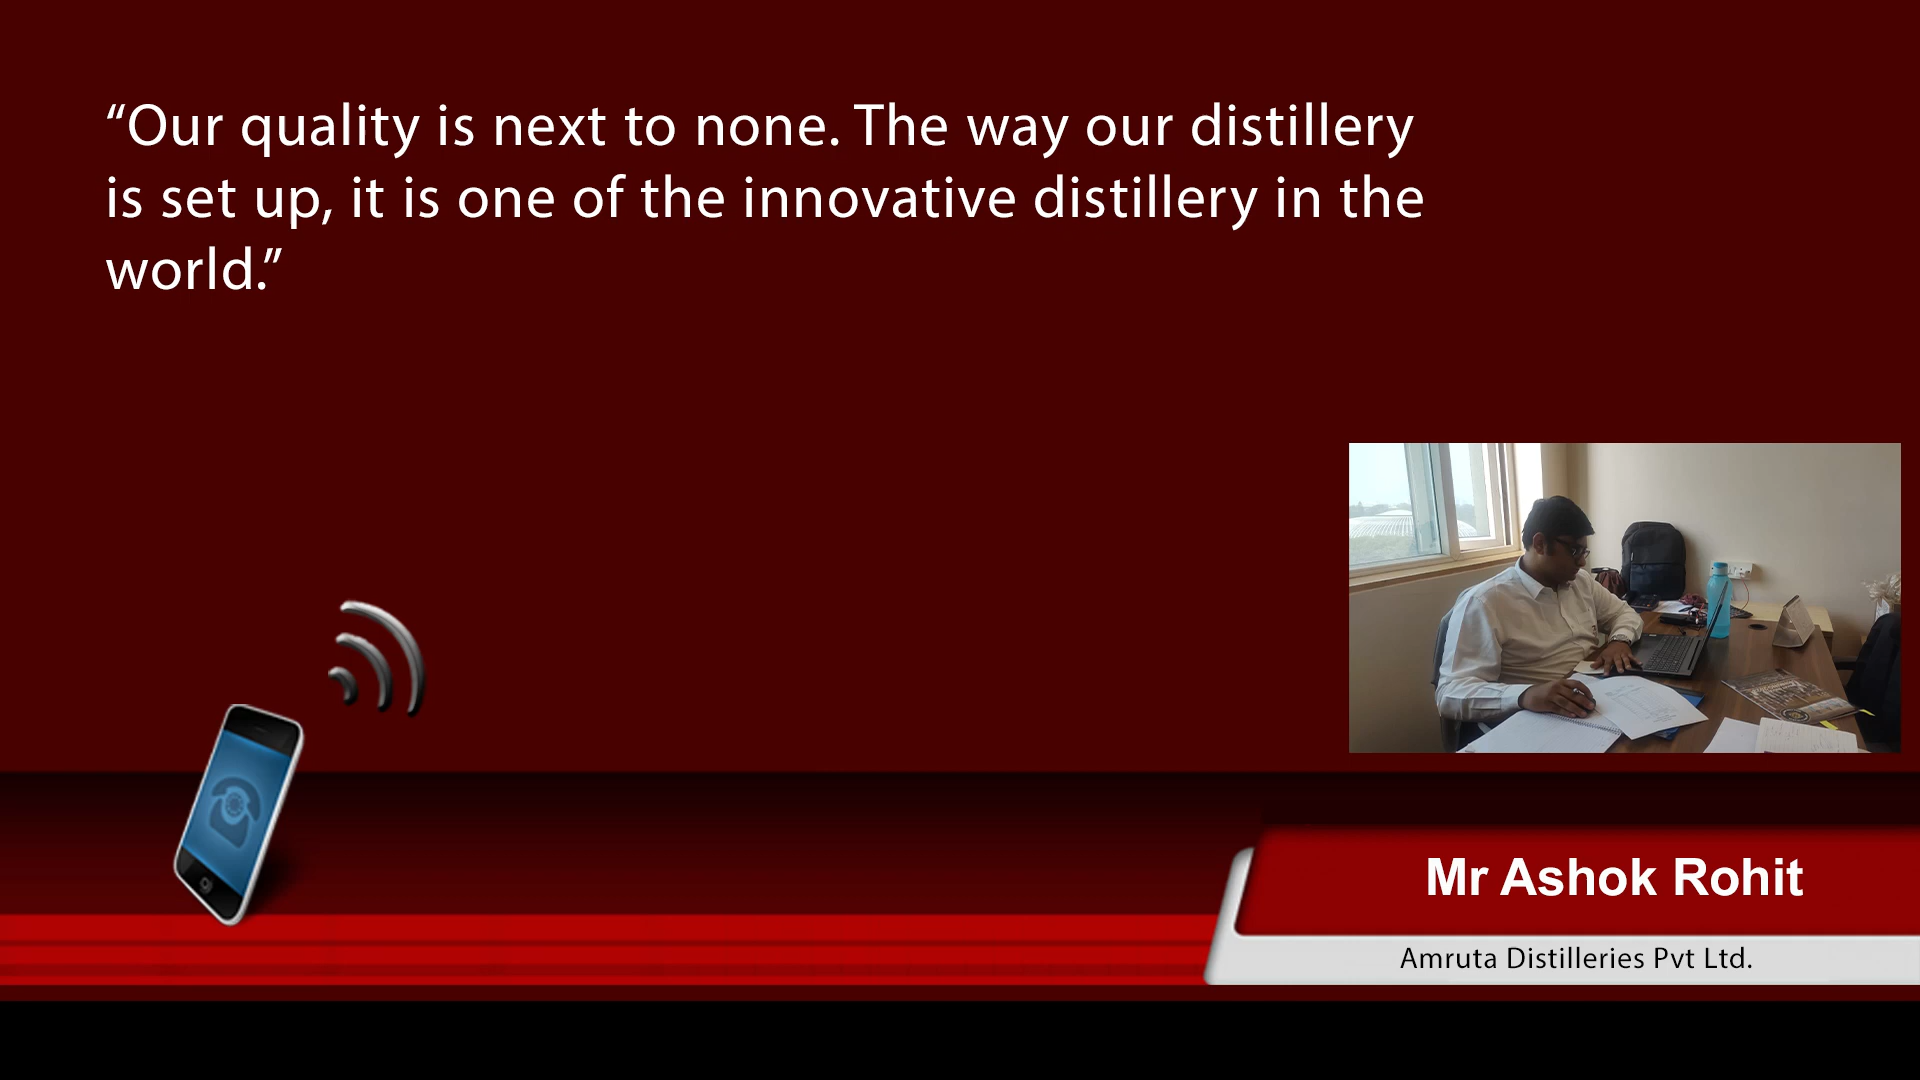 “Our quality is next to none. The way our distillery
is set up, it is one of the innovative distillery in the
world.”
Mr Ashok Rohit
Amruta Distilleries Pvt Ltd.